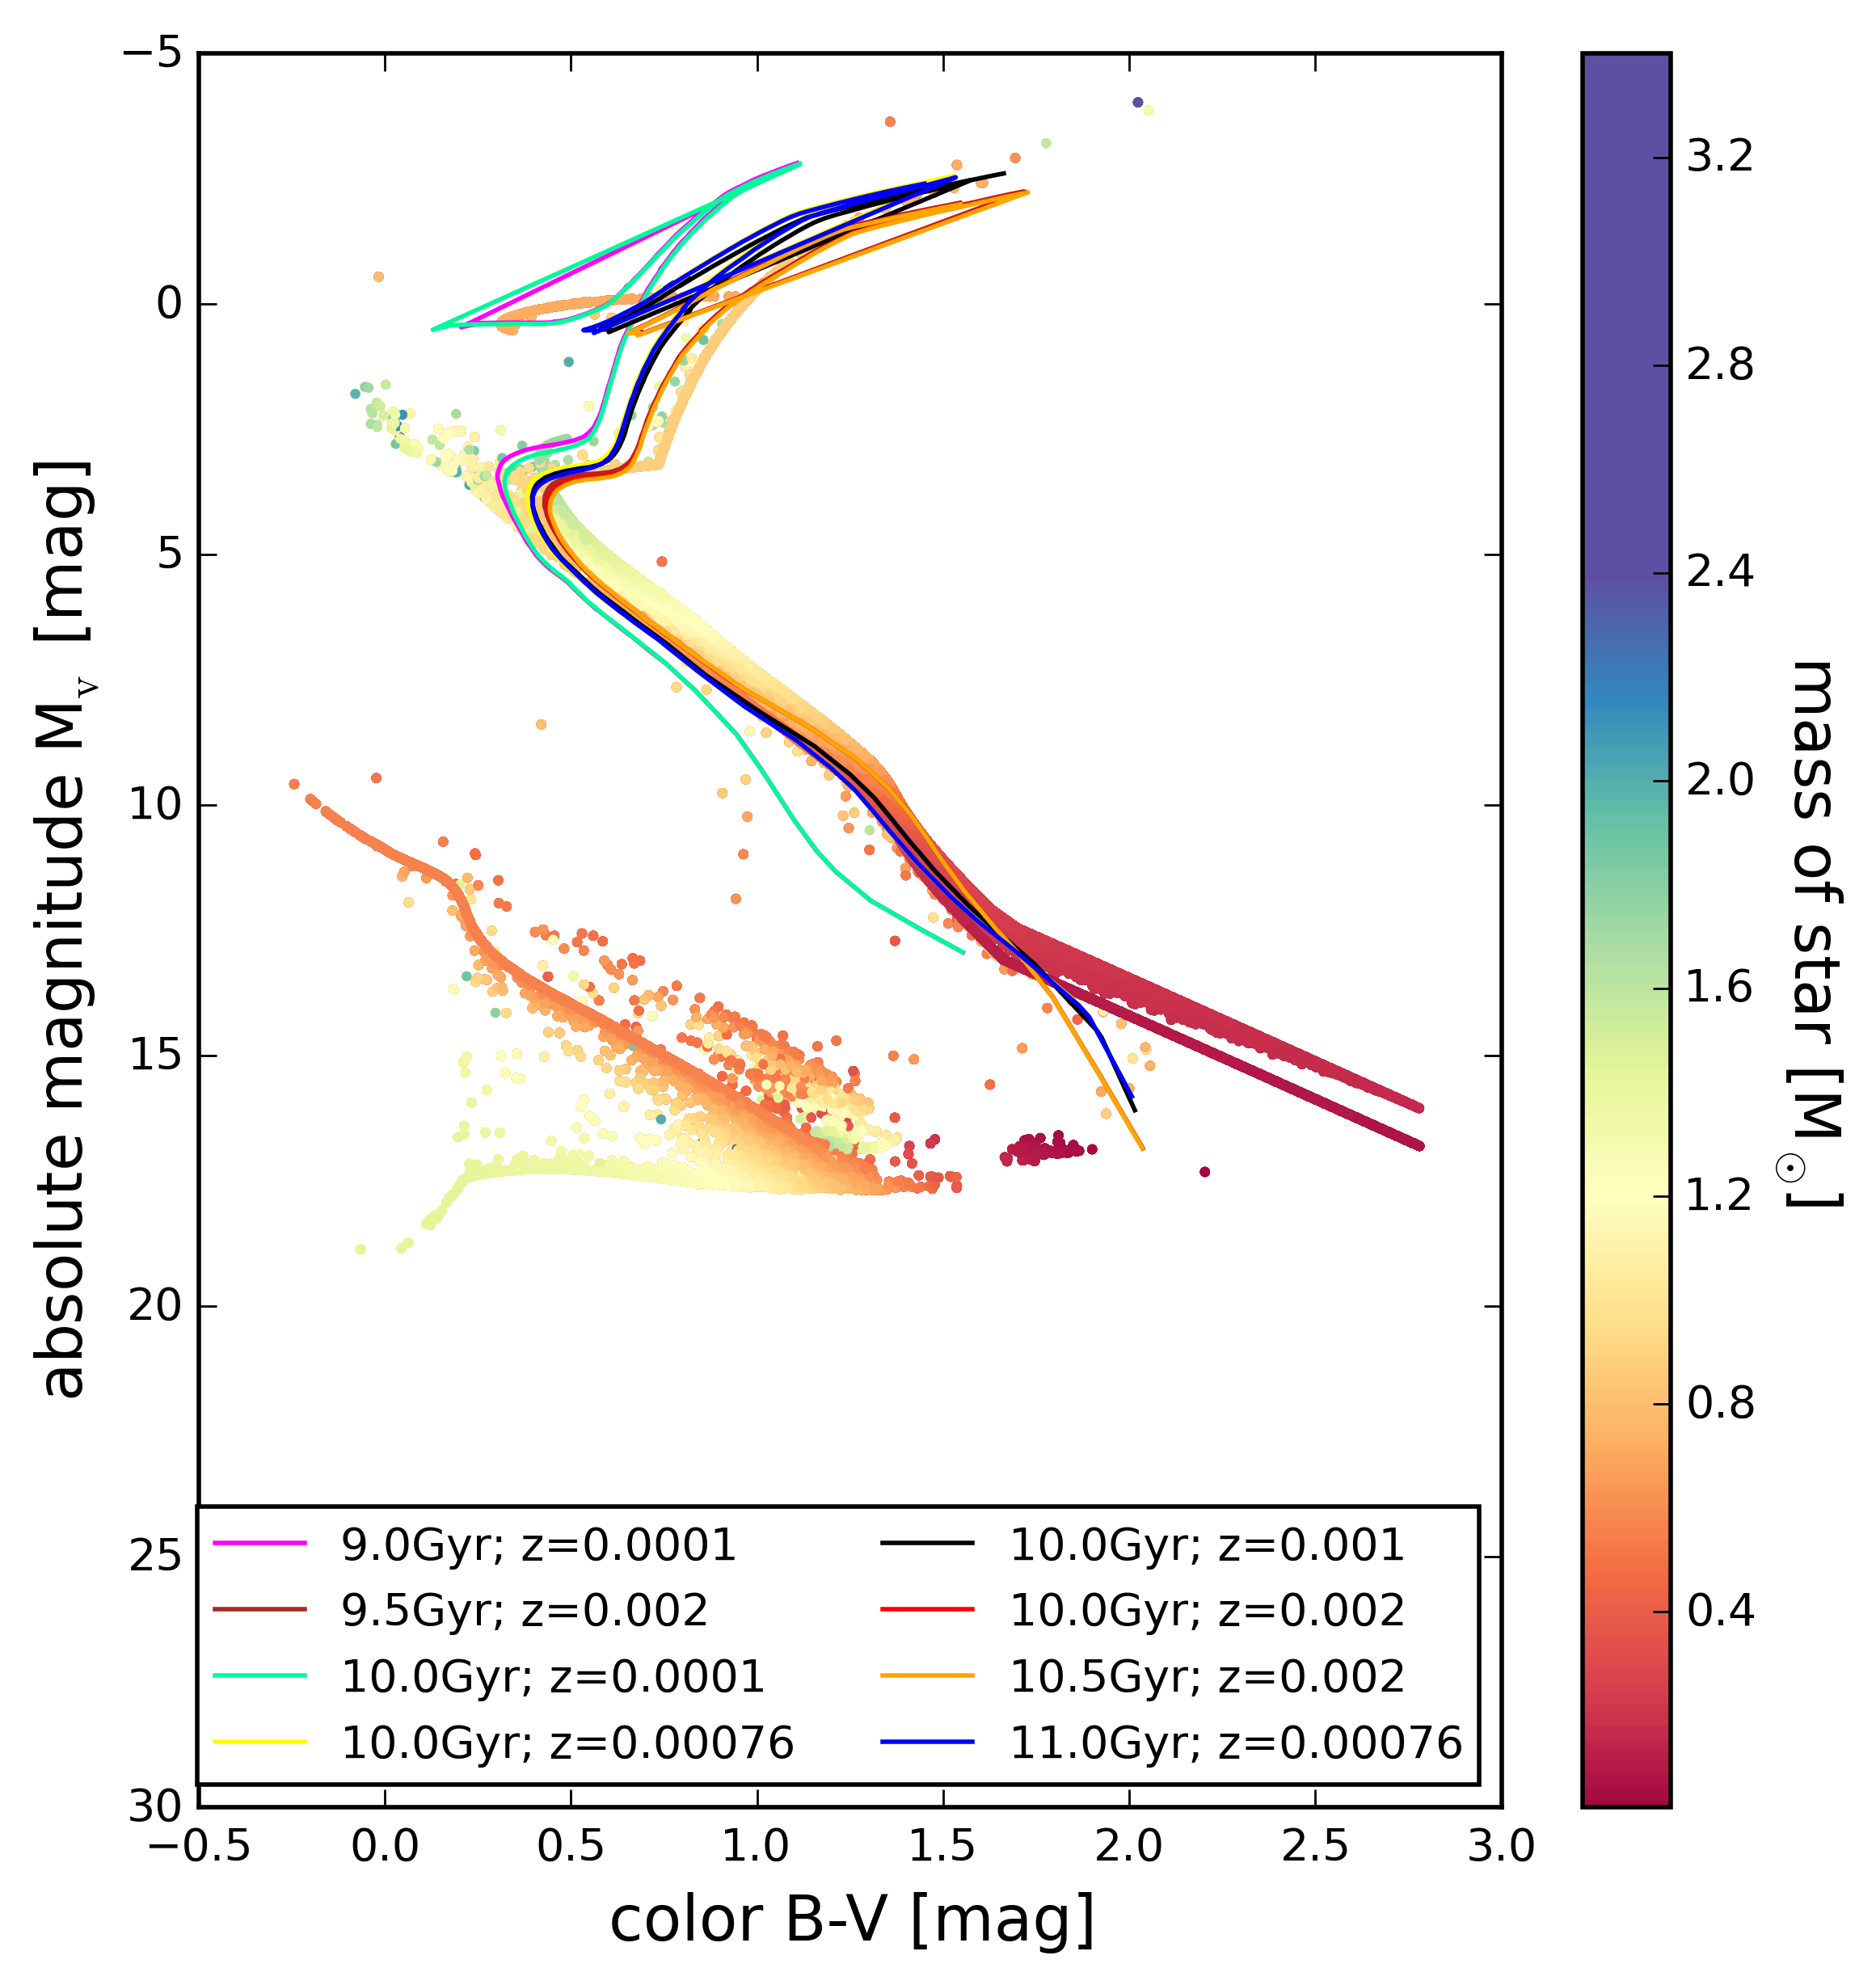 −5
0
5
10
15
20
25
30
absolute magnitude Mv [mag]
9.0Gyr; z=0.0001
9.5Gyr; z=0.002
10.0Gyr; z=0.0001
10.0Gyr; z=0.00076
10.0Gyr; z=0.001
10.0Gyr; z=0.002
10.5Gyr; z=0.002
11.0Gyr; z=0.00076
−0.5 0.0 0.5 1.0 1.5 2.0 2.5 3.0
color B-V [mag]
3.2
2.8
2.4
2.0
1.6
1.2
0.8
0.4
mass of star [M⊙]